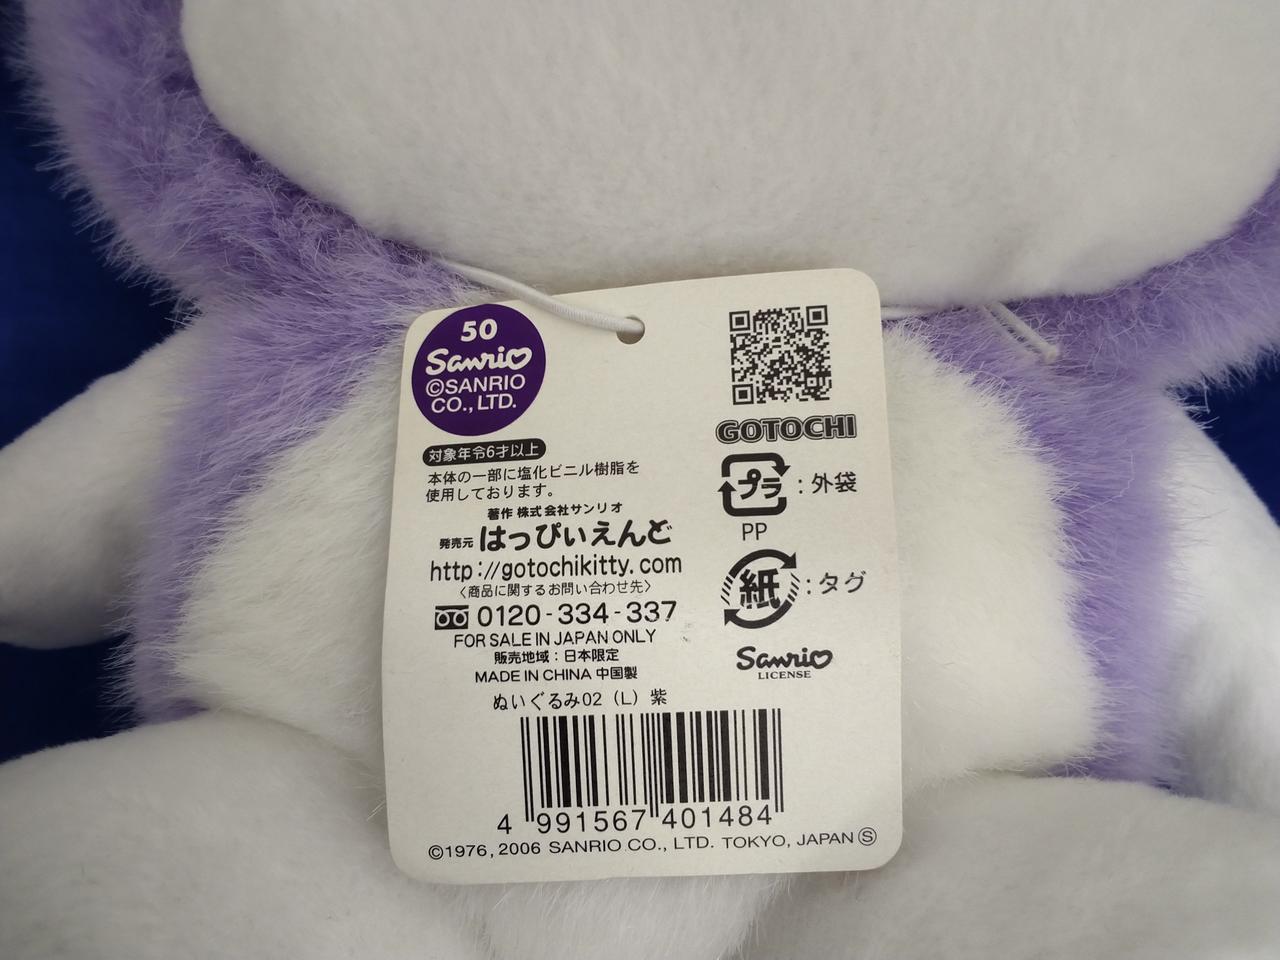 50
Sanrio
©SANRIO
CO., LTD.
対象年令6才以上
本体の一部に塩化ビニル樹脂を
使用しております。
著作 株式会社サンリオ
発売元 はっぴぃえんど
http://gotochikitty.com
〈商品に関するお問い合わせ先〉
0120-334-337
FOR SALE IN JAPAN ONLY
販売地域：日本限定
MADE IN CHINA 中国製
ぬいぐるみ02（L）紫
4 991567 401484
©1976, 2006 SANRIO CO., LTD. TOKYO, JAPAN Ⓢ
GOTOCHI
プラ : 外袋
PP
紙 : タグ
Sanrio
LICENSE